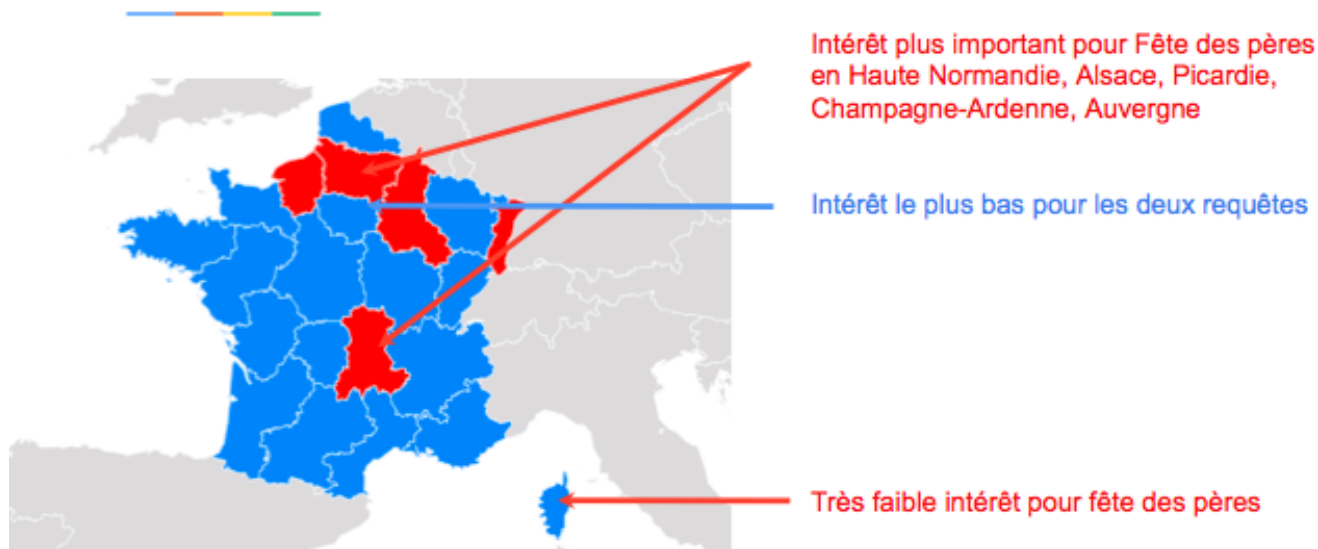 Intérêt plus important pour Fête des pères
en Haute Normandie, Alsace, Picardie,
Champagne-Ardenne, Auvergne
Intérêt le plus bas pour les deux requêtes
Très faible intérêt pour fête des pères